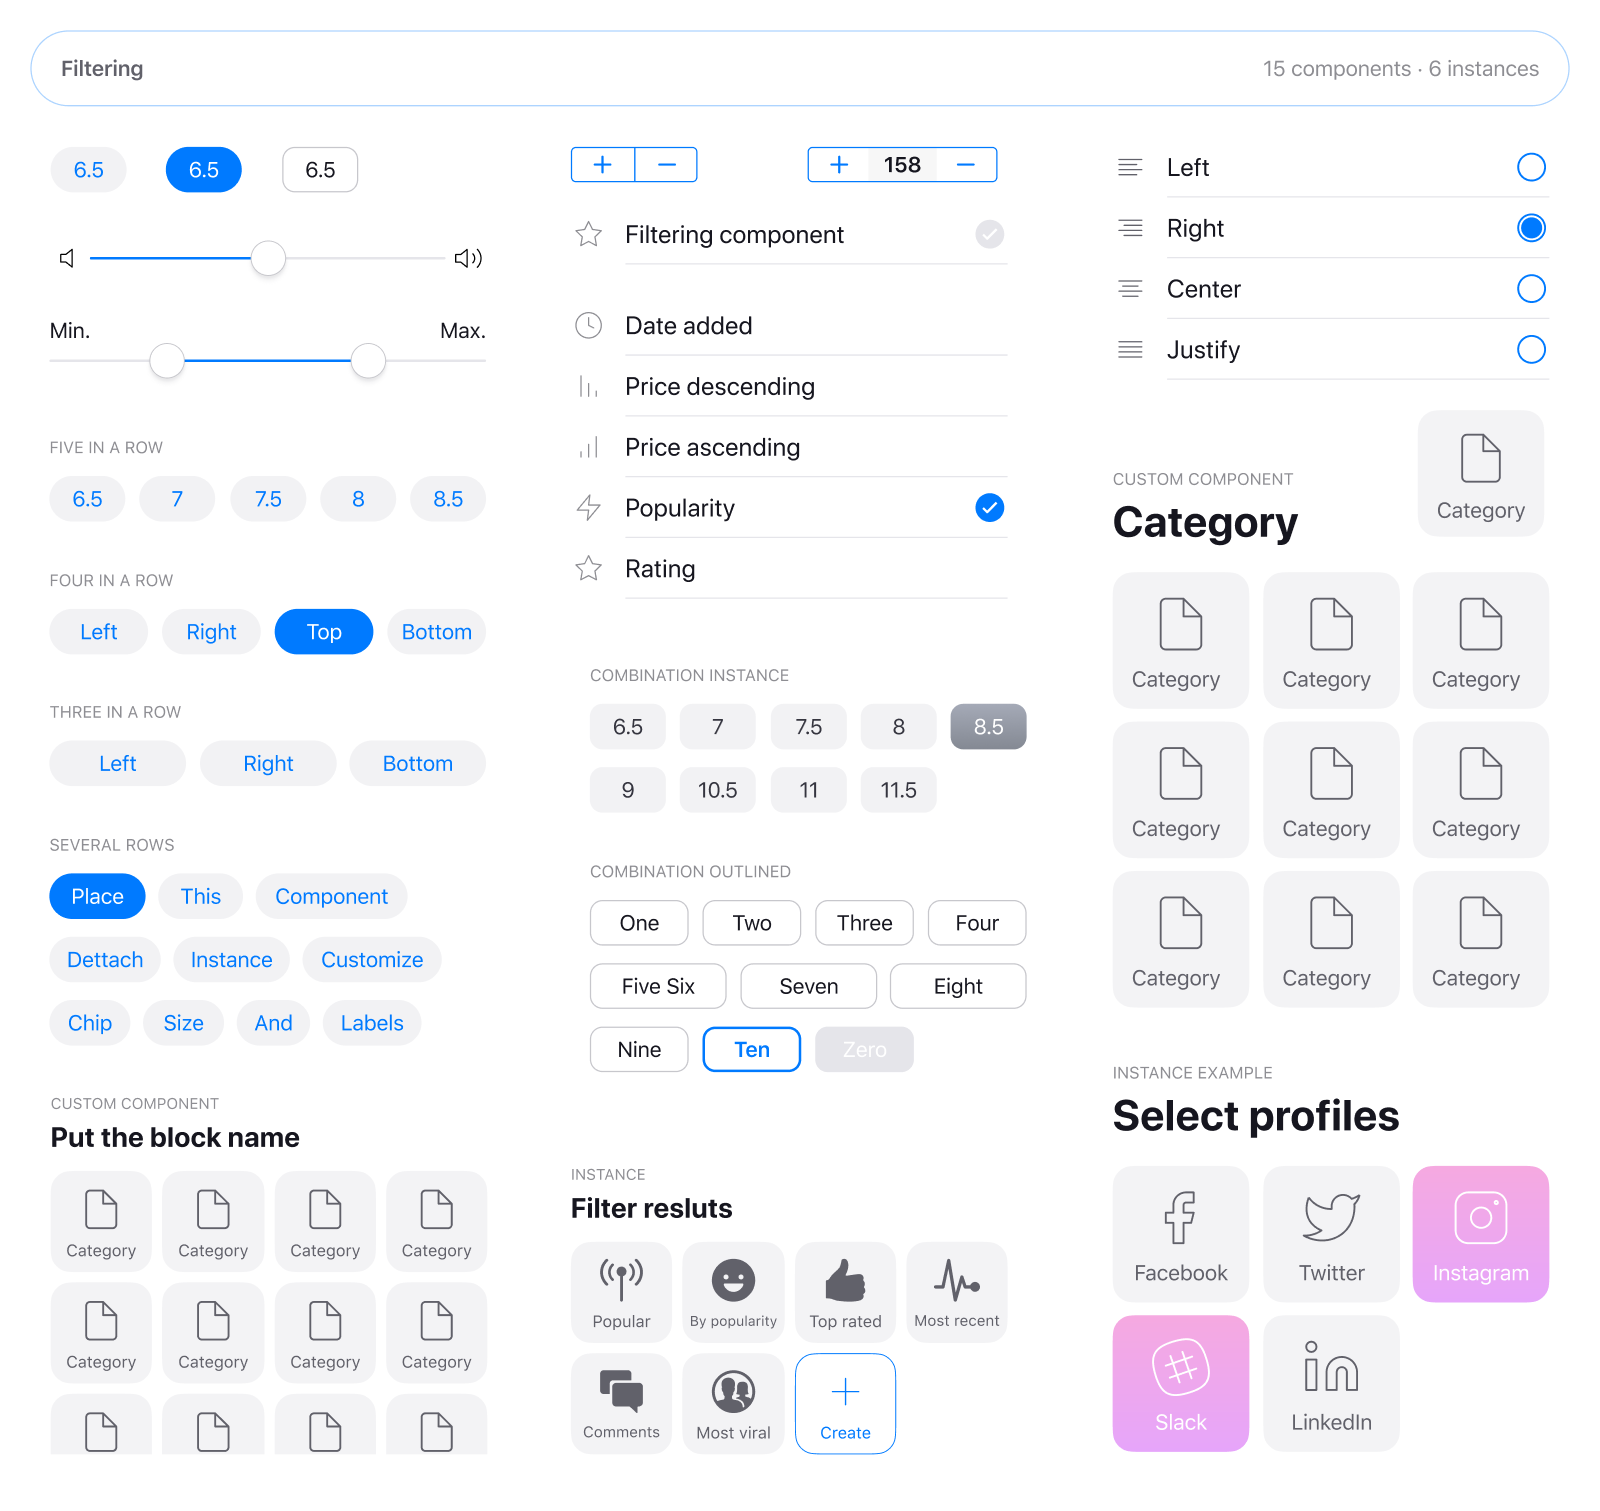 Filtering
15 components · 6 instances
6.5
6.5
6.5
Min.
Max.
FIVE IN A ROW
6.5
7
7.5
8
8.5
FOUR IN A ROW
Left
Right
Top
Bottom
THREE IN A ROW
Left
Right
Bottom
SEVERAL ROWS
Place
This
Component
Dettach
Instance
Customize
Chip
Size
And
Labels
CUSTOM COMPONENT
Put the block name
Category
Category
Category
Category
Category
Category
Category
Category
158
Filtering component
Date added
Price descending
Price ascending
Popularity
Rating
COMBINATION INSTANCE
6.5
7
7.5
8
8.5
9
10.5
11
11.5
COMBINATION OUTLINED
One
Two
Three
Four
Five Six
Seven
Eight
Nine
Ten
Zero
INSTANCE
Filter resluts
Popular
By popularity
Top rated
Most recent
Comments
Most viral
Create
Left
Right
Center
Justify
CUSTOM COMPONENT
Category
Category
Category
Category
Category
Category
Category
Category
Category
Category
Category
INSTANCE EXAMPLE
Select profiles
Facebook
Twitter
Instagram
Slack
LinkedIn